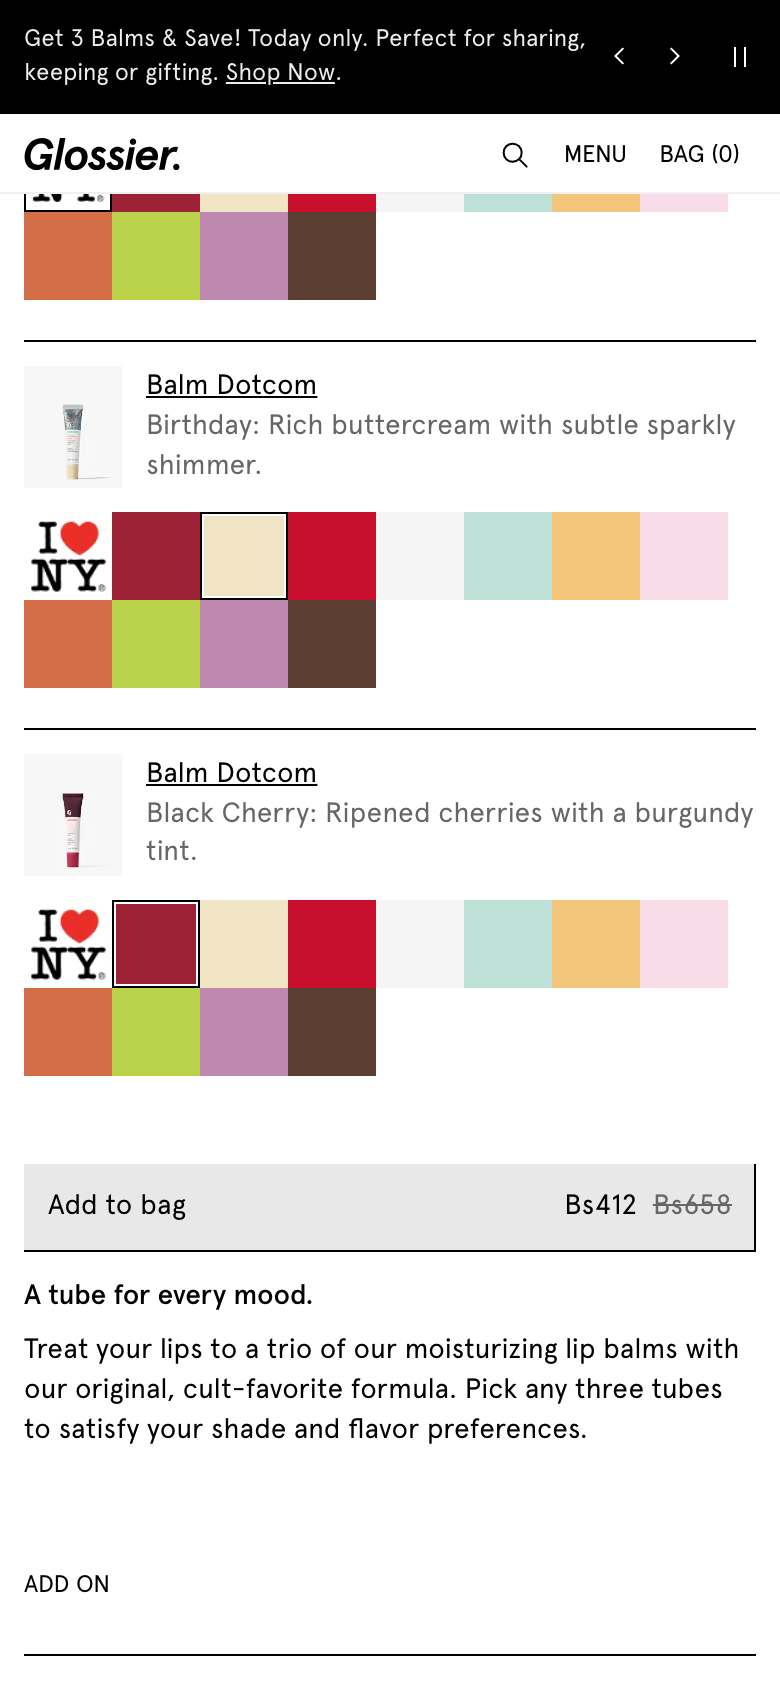 Get 3 Balms & Save! Today only. Perfect for sharing,
keeping or gifting. Shop Now.
Glossier.
MENU
BAG (0)
NY®
Balm Dotcom
Birthday: Rich buttercream with subtle sparkly
shimmer.
I
NY®
Balm Dotcom
Black Cherry: Ripened cherries with a burgundy
tint.
I
NY®
Add to bag
Bs412 Bs658
A tube for every mood.
Treat your lips to a trio of our moisturizing lip balms with
our original, cult-favorite formula. Pick any three tubes
to satisfy your shade and flavor preferences.
ADD ON